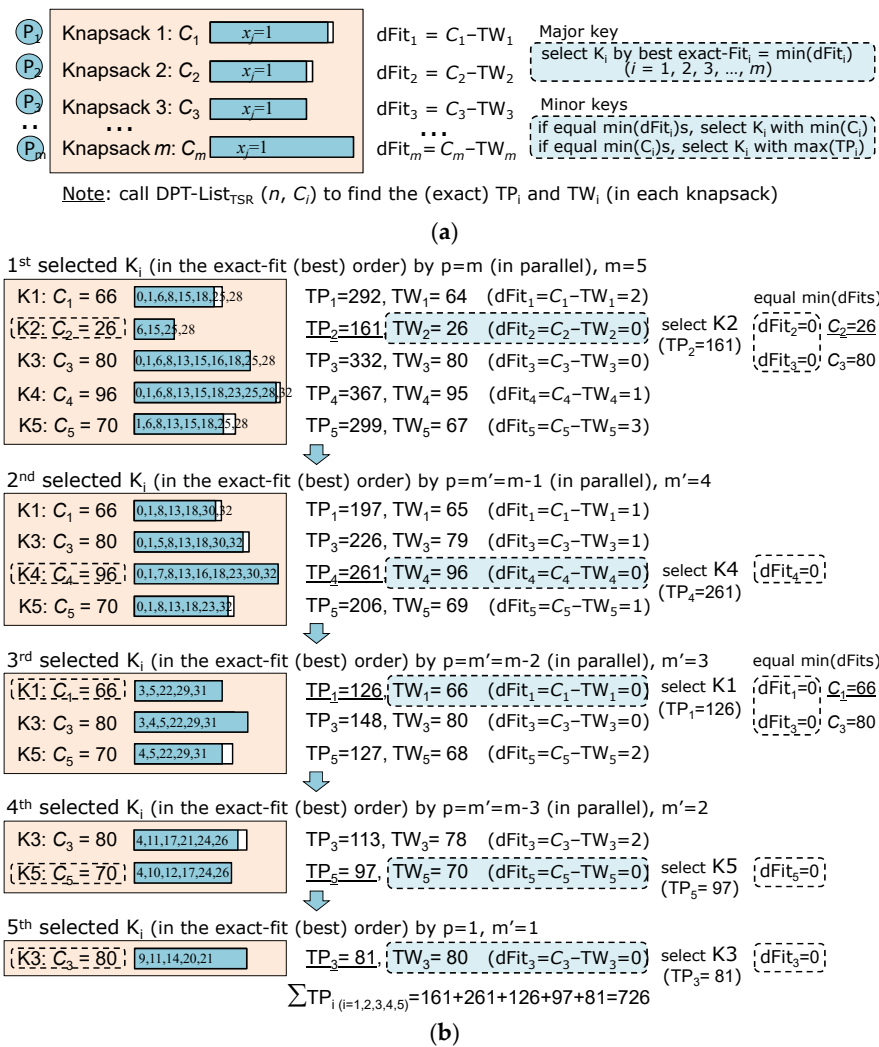 P1 Knapsack 1: C1 xj=1 dFit1 = C1–TW1 Major key
P2 Knapsack 2: C2 xj=1 dFit2 = C2–TW2 select Ki by best exact-Fiti = min(dFiti)
(i = 1, 2, 3, ..., m)
P3 Knapsack 3: C3 xj=1 dFit3 = C3–TW3 Minor keys
.. ... ... if equal min(dFiti)s, select Ki with min(Ci)
Pm Knapsack m: Cm xj=1 dFitm= Cm–TWm if equal min(Ci)s, select Ki with max(TPi)
Note: call DPT-ListTSR (n, Ci) to find the (exact) TPi and TWi (in each knapsack)
(a)
1st selected Ki (in the exact-fit (best) order) by p=m (in parallel), m=5
K1: C1 = 66 0,1,6,8,15,18,25,28 TP1=292, TW1= 64 (dFit1=C1–TW1=2) equal min(dFits)
K2: C2 = 26 6,15,25,28 TP2=161, TW2= 26 (dFit2=C2–TW2=0) select K2 dFit2=0 C2=26
(TP2=161)
K3: C3 = 80 0,1,6,8,13,15,16,18,25,28 TP3=332, TW3= 80 (dFit3=C3–TW3=0) dFit3=0 C3=80
K4: C4 = 96 0,1,6,8,13,15,18,23,25,28,32 TP4=367, TW4= 95 (dFit4=C4–TW4=1)
K5: C5 = 70 1,6,8,13,15,18,25,28 TP5=299, TW5= 67 (dFit5=C5–TW5=3)
2nd selected Ki (in the exact-fit (best) order) by p=m’=m-1 (in parallel), m’=4
K1: C1 = 66 0,1,8,13,18,30,32 TP1=197, TW1= 65 (dFit1=C1–TW1=1)
K3: C3 = 80 0,1,5,8,13,18,30,32 TP3=226, TW3= 79 (dFit3=C3–TW3=1)
K4: C4 = 96 0,1,7,8,13,16,18,23,30,32 TP4=261, TW4= 96 (dFit4=C4–TW4=0) select K4 dFit4=0
(TP4=261)
K5: C5 = 70 0,1,8,13,18,23,32 TP5=206, TW5= 69 (dFit5=C5–TW5=1)
3rd selected Ki (in the exact-fit (best) order) by p=m’=m-2 (in parallel), m’=3 equal min(dFits)
K1: C1 = 66 3,5,22,29,31 TP1=126, TW1= 66 (dFit1=C1–TW1=0) select K1 dFit1=0 C1=66
(TP1=126)
K3: C3 = 80 3,4,5,22,29,31 TP3=148, TW3= 80 (dFit3=C3–TW3=0) dFit3=0 C3=80
K5: C5 = 70 4,5,22,29,31 TP5=127, TW5= 68 (dFit5=C5–TW5=2)
4th selected Ki (in the exact-fit (best) order) by p=m’=m-3 (in parallel), m’=2
K3: C3 = 80 4,11,17,21,24,26 TP3=113, TW3= 78 (dFit3=C3–TW3=2)
K5: C5 = 70 4,10,12,17,24,26 TP5= 97, TW5= 70 (dFit5=C5–TW5=0) select K5 dFit5=0
(TP5= 97)
5th selected Ki (in the exact-fit (best) order) by p=1, m’=1
K3: C3 = 80 9,11,14,20,21 TP3= 81, TW3= 80 (dFit3=C3–TW3=0) select K3 dFit3=0
(TP3= 81)
∑TPi (i=1,2,3,4,5)=161+261+126+97+81=726
(b)